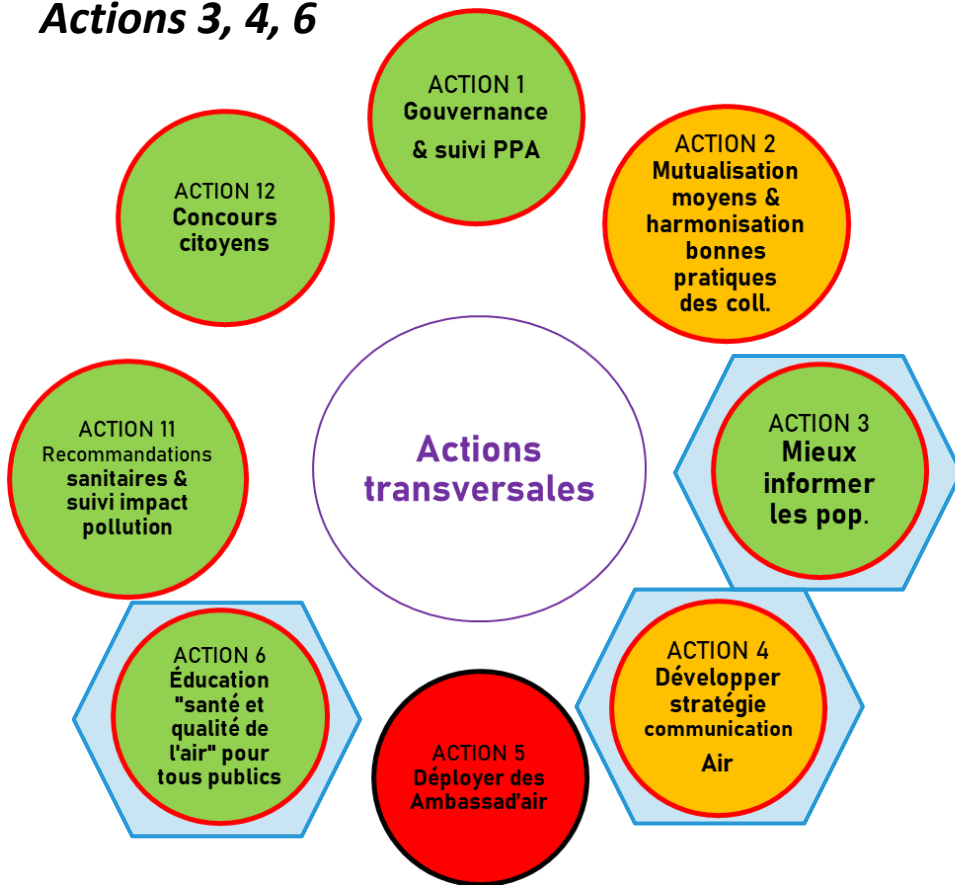 Actions 3, 4, 6
ACTION 1
Gouvernance
& suivi PPA
ACTION 2
Mutualisation
moyens &
harmonisation
bonnes
pratiques
des coll.
ACTION 3
Mieux
informer
les pop.
ACTION 4
Développer
stratégie
communication
Air
ACTION 5
Déployer des
Ambassad'air
ACTION 6
Éducation
"santé et
qualité de
l'air" pour
tous publics
ACTION 11
Recommandations
sanitaires &
suivi impact
pollution
ACTION 12
Concours
citoyens
Actions
transversales